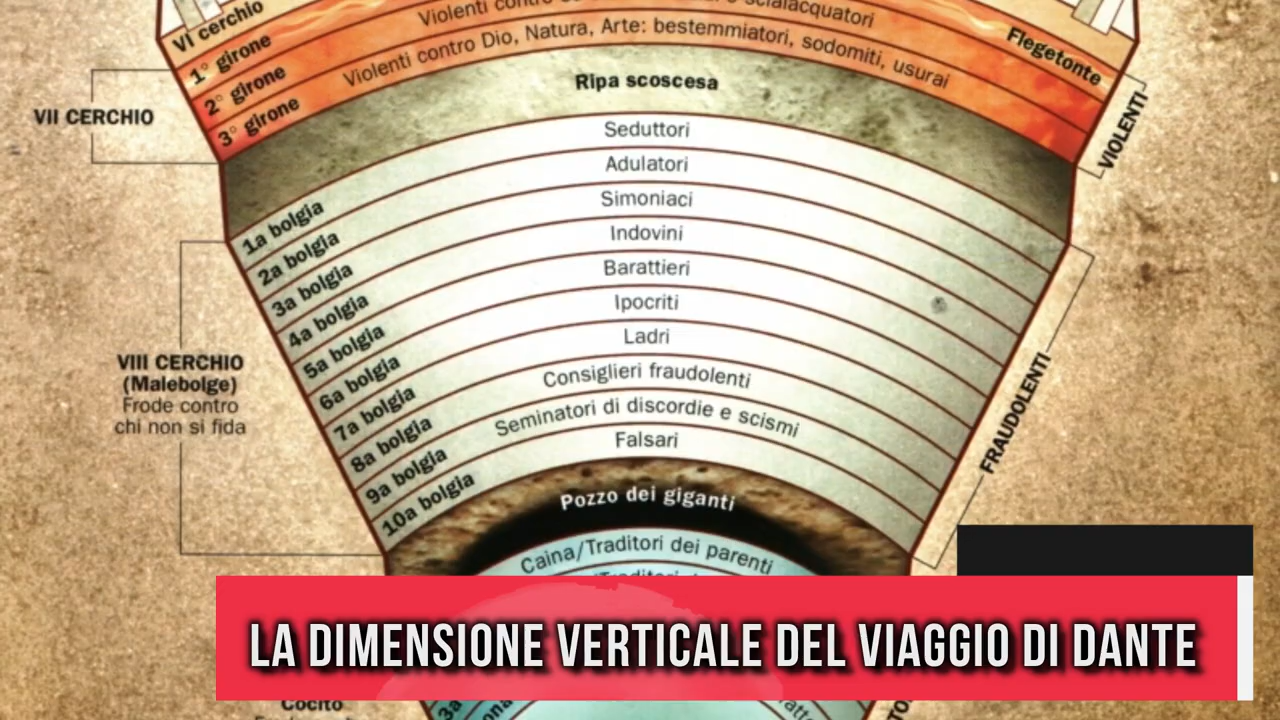 VI cerchio
Violenti contro
scialacquatori
1° girone
Violenti contro Dio, Natura, Arte: bestemmiatori, sodomiti, usurai
Flegetonte
2° girone
3° girone
VII CERCHIO
VIOLENTI
Ripa scoscesa
1a bolgia
Seduttori
2a bolgia
Adulatori
3a bolgia
Simoniaci
4a bolgia
Indovini
5a bolgia
Barattieri
6a bolgia
Ipocriti
7a bolgia
Ladri
8a bolgia
Consiglieri fraudolenti
9a bolgia
Seminatori di discordie e scismi
10a bolgia
Falsari
VIII CERCHIO
(Malebolge)
Frode contro
chi non si fida
FRAUDOLENTI
Pozzo dei giganti
Caina/Traditori dei parenti
LA DIMENSIONE VERTICALE DEL VIAGGIO DI DANTE
Cocito